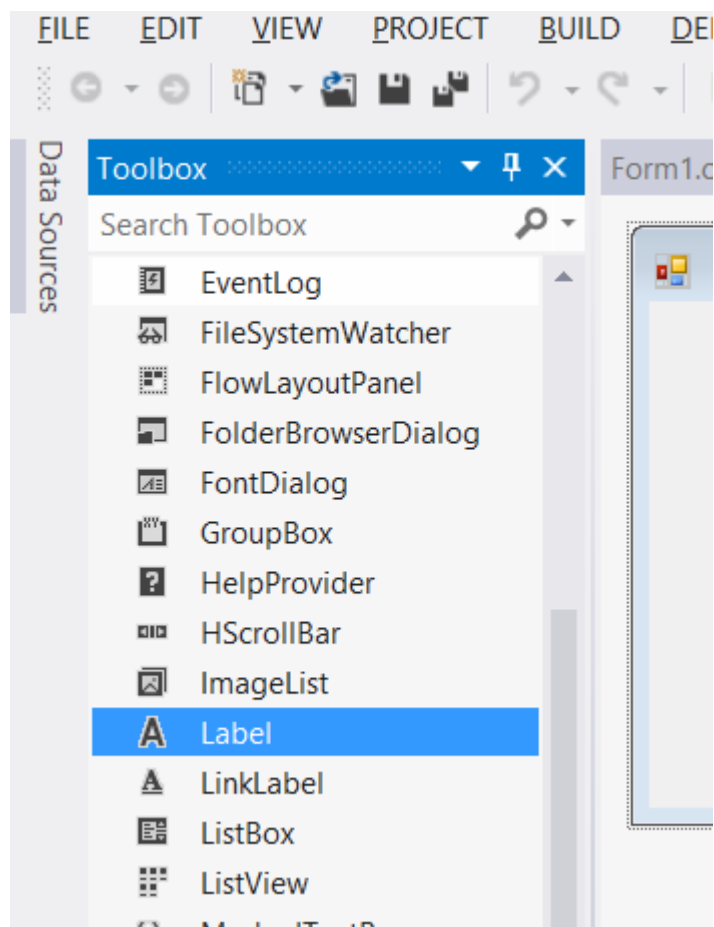 FILE EDIT VIEW PROJECT BUILD
Data Sources
Toolbox
Form1.c
Search Toolbox
EventLog
FileSystemWatcher
FlowLayoutPanel
FolderBrowserDialog
FontDialog
GroupBox
HelpProvider
HScrollBar
ImageList
Label
LinkLabel
ListBox
ListView